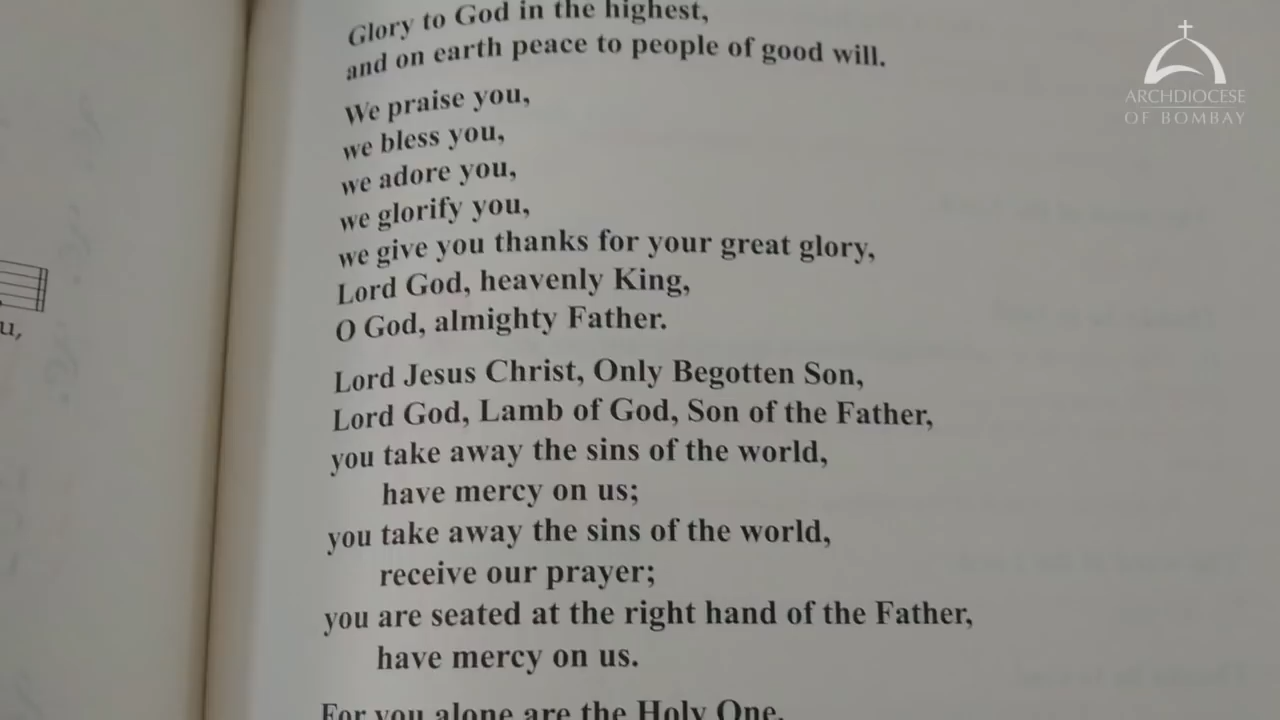 Glory to God in the highest,
and on earth peace to people of good will.
We praise you,
we bless you,
we adore you,
we glorify you,
we give you thanks for your great glory,
Lord God, heavenly King,
O God, almighty Father.
Lord Jesus Christ, Only Begotten Son,
Lord God, Lamb of God, Son of the Father,
you take away the sins of the world,
have mercy on us;
you take away the sins of the world,
receive our prayer;
you are seated at the right hand of the Father,
have mercy on us.
For you alone are the Holy One,
u,
ARCHDIOCESE
OF BOMBAY